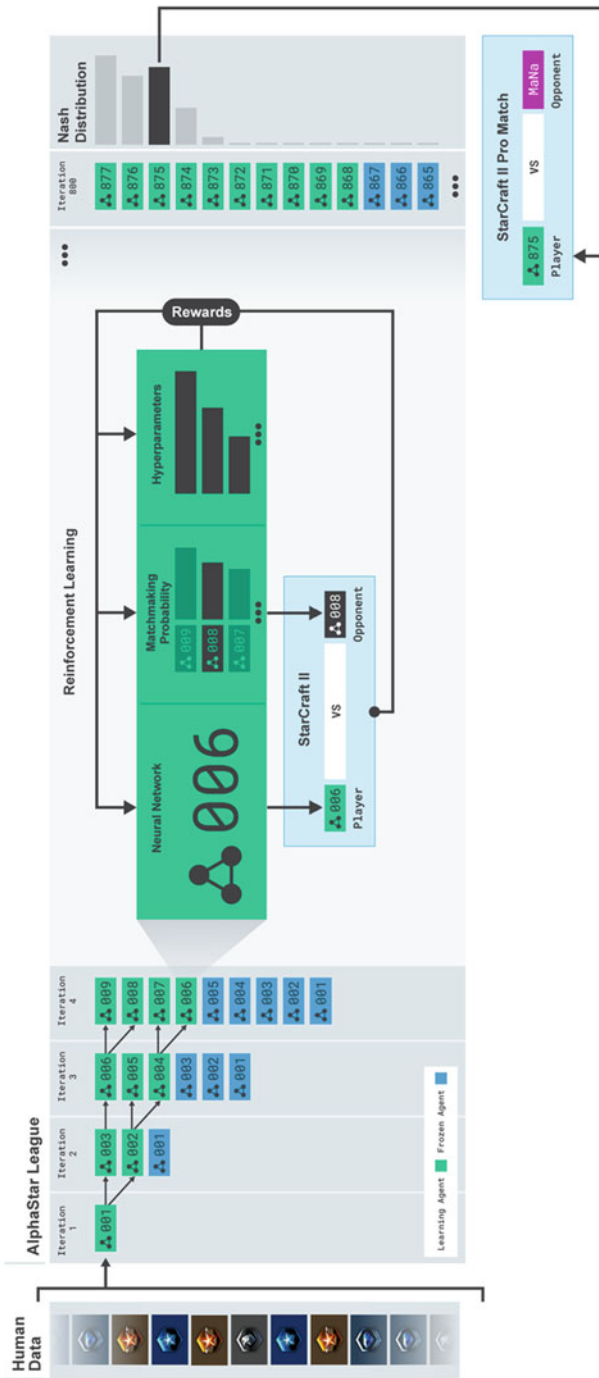 Human
Data
AlphaStar League
Iteration
1
001
Iteration
2
003
002
001
Iteration
3
006
005
004
003
002
001
Iteration
4
009
008
007
006
005
004
003
002
001
Learning Agent
Frozen Agent
Reinforcement Learning
Neural Network
006
Matchmaking
Probability
009
008
007
•••
Hyperparameters
•••
Rewards
StarCraft II
006
vs
008
Player
Opponent
•••
Iteration
800
877
876
875
874
873
872
871
870
869
868
867
866
865
•••
Nash
Distribution
StarCraft II Pro Match
875
vs
MaNa
Player
Opponent